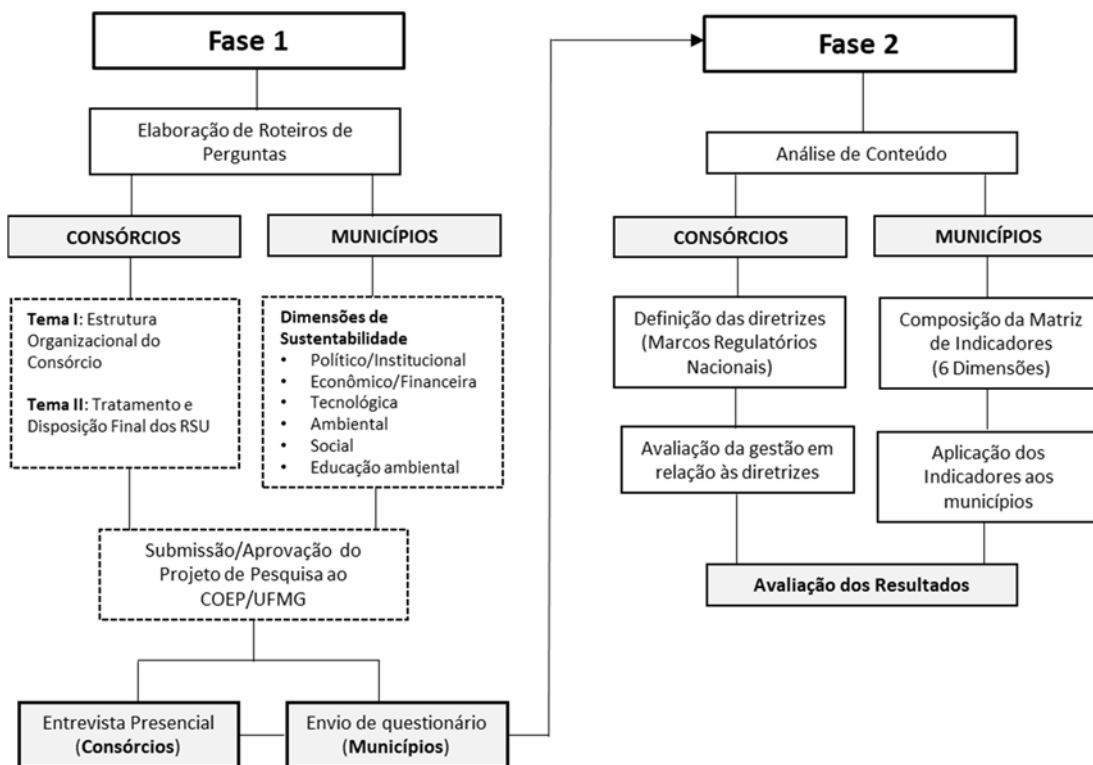 Fase 1
Elaboração de Roteiros de
Perguntas
CONSÓRCIOS
MUNICÍPIOS
Tema I: Estrutura
Organizacional do
Consórcio
Tema II: Tratamento e
Disposição Final dos RSU
Dimensões de
Sustentabilidade
• Político/Institucional
• Econômico/Financeira
• Tecnológica
• Ambiental
• Social
• Educação ambiental
Submissão/Aprovação do
Projeto de Pesquisa ao
COEP/UFMG
Entrevista Presencial
(Consórcios)
Envio de questionário
(Municípios)
Fase 2
Análise de Conteúdo
CONSÓRCIOS
MUNICÍPIOS
Definição das diretrizes
(Marcos Regulatórios
Nacionais)
Composição da Matriz
de Indicadores
(6 Dimensões)
Avaliação da gestão em
relação às diretrizes
Aplicação dos
Indicadores aos
municípios
Avaliação dos Resultados